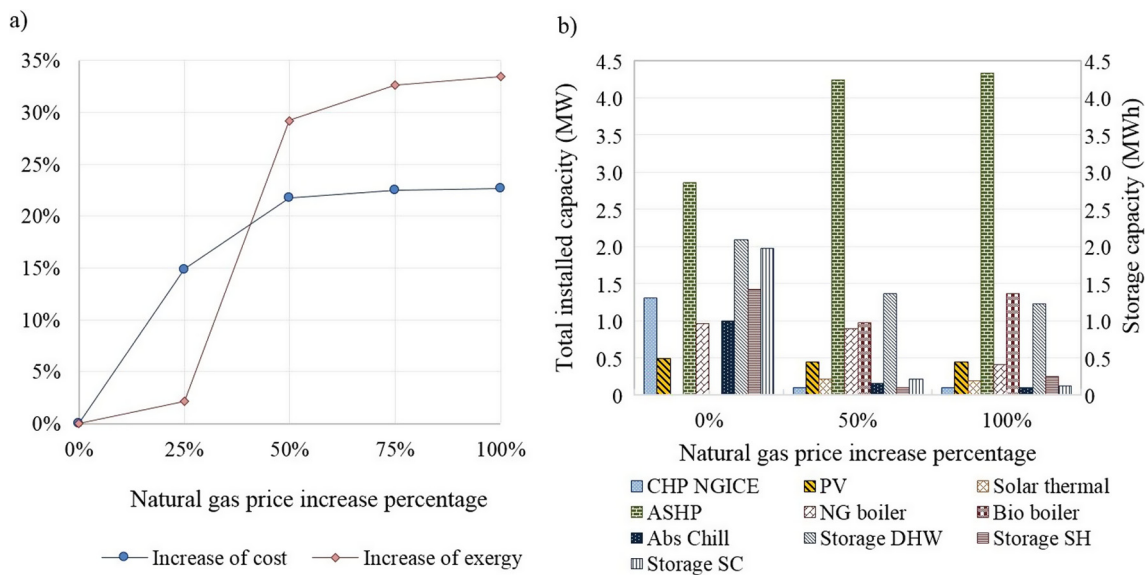 a)
35%
30%
25%
20%
15%
10%
5%
0%
0% 25% 50% 75% 100%
Natural gas price increase percentage
Increase of cost Increase of exergy
b)
Total installed capacity (MW)
4.5
4.0
3.5
3.0
2.5
2.0
1.5
1.0
0.5
0
4.5
4.0
3.5
3.0
2.5
2.0
1.5
1.0
0.5
0
Storage capacity (MWh)
0% 50% 100%
Natural gas price increase percentage
CHP NGICE PV Solar thermal
ASHP NG boiler Bio boiler
Abs Chill Storage DHW Storage SH
Storage SC